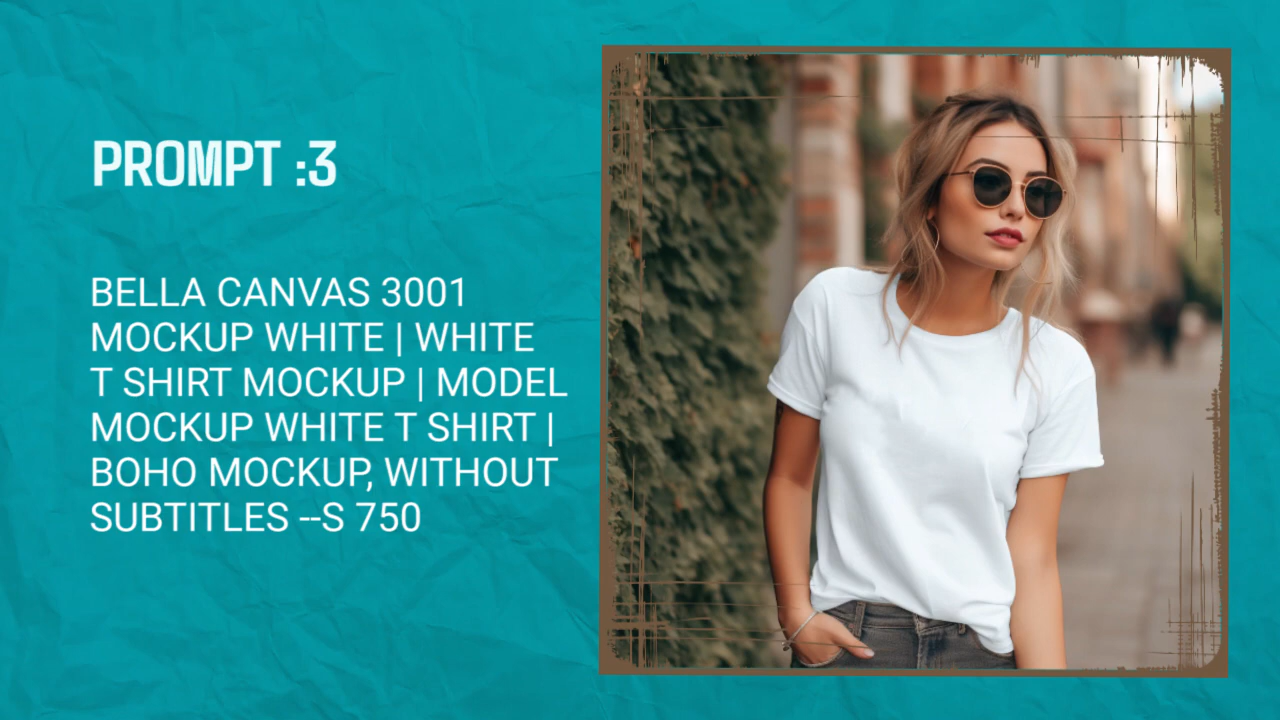 PROMPT :3
BELLA CANVAS 3001
MOCKUP WHITE | WHITE
T SHIRT MOCKUP | MODEL
MOCKUP WHITE T SHIRT |
BOHO MOCKUP, WITHOUT
SUBTITLES --S 750